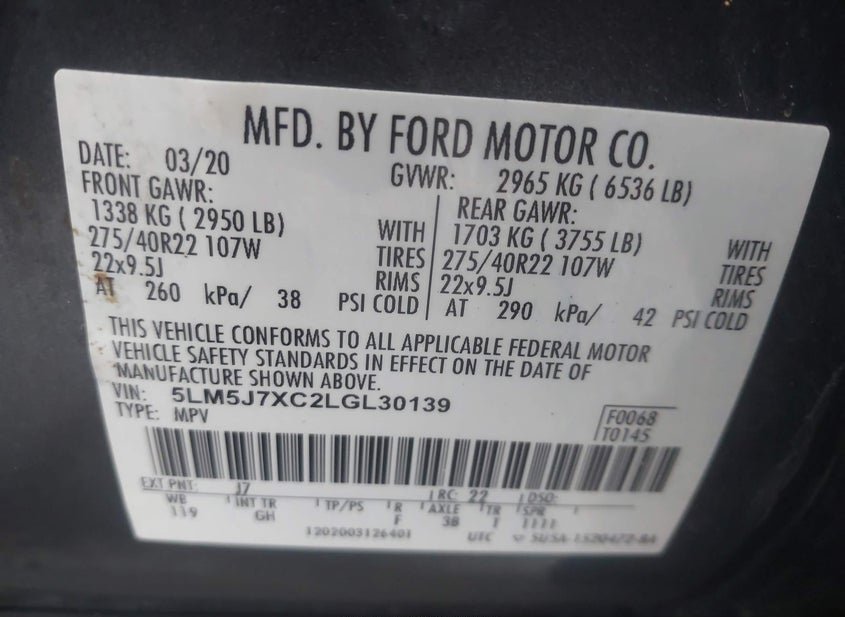 MFD. BY FORD MOTOR CO.
DATE: 03/20 GVWR: 2965 KG ( 6536 LB)
FRONT GAWR: REAR GAWR:
1338 KG ( 2950 LB) WITH 1703 KG ( 3755 LB) WITH
275/40R22 107W TIRES 275/40R22 107W TIRES
22x9.5J RIMS 22x9.5J RIMS
AT 260 kPa/ 38 PSI COLD AT 290 kPa/ 42 PSI COLD
THIS VEHICLE CONFORMS TO ALL APPLICABLE FEDERAL MOTOR
VEHICLE SAFETY STANDARDS IN EFFECT ON THE DATE OF
MANUFACTURE SHOWN ABOVE.
VIN: 5LM5J7XC2LGL30139
TYPE: MPV
F0068
T0145
EXT PNT: J7 RC: 22 DSO:
WB INT TR TP/PS R AXLE TR SPR
119 GH F 3B T 1111
1202003126401 UTC